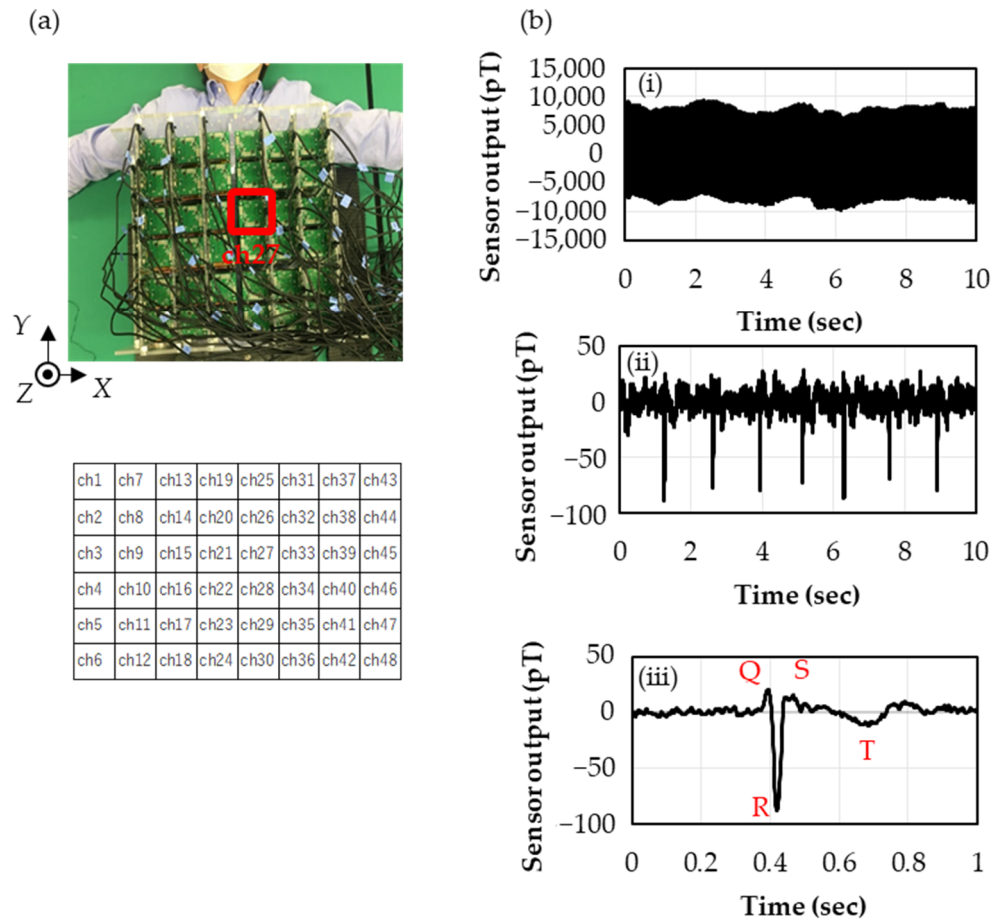 (a)
ch27
Y
Z
X
ch1 ch7 ch13 ch19 ch25 ch31 ch37 ch43
ch2 ch8 ch14 ch20 ch26 ch32 ch38 ch44
ch3 ch9 ch15 ch21 ch27 ch33 ch39 ch45
ch4 ch10 ch16 ch22 ch28 ch34 ch40 ch46
ch5 ch11 ch17 ch23 ch29 ch35 ch41 ch47
ch6 ch12 ch18 ch24 ch30 ch36 ch42 ch48
(b)
(i)
Sensor output (pT)
15,000
10,000
5,000
0
−5,000
−10,000
−15,000
0 2 4 6 8 10
Time (sec)
(ii)
Sensor output (pT)
50
0
−50
−100
0 2 4 6 8 10
Time (sec)
(iii)
Sensor output (pT)
50
0
−50
−100
Q
S
T
R
0 0.2 0.4 0.6 0.8 1
Time (sec)